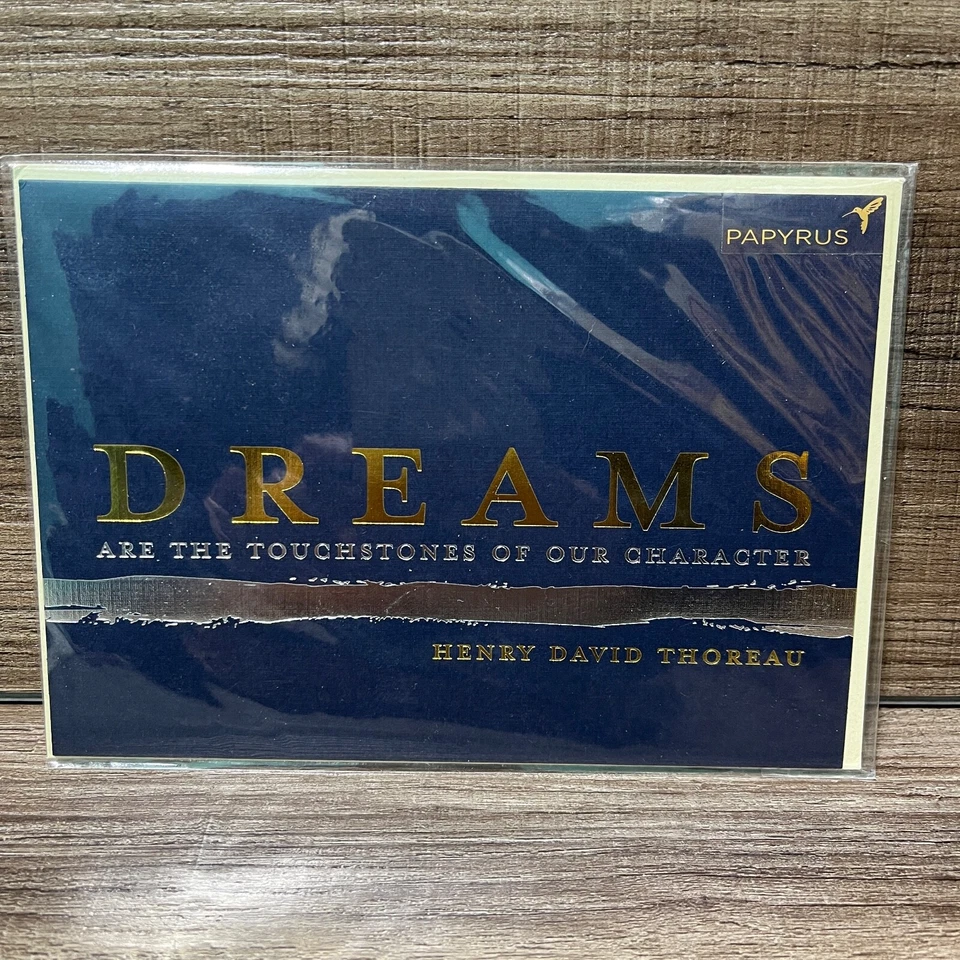 PAPYRUS
DREAMS
ARE THE TOUCHSTONES OF OUR CHARACTER
HENRY DAVID THOREAU